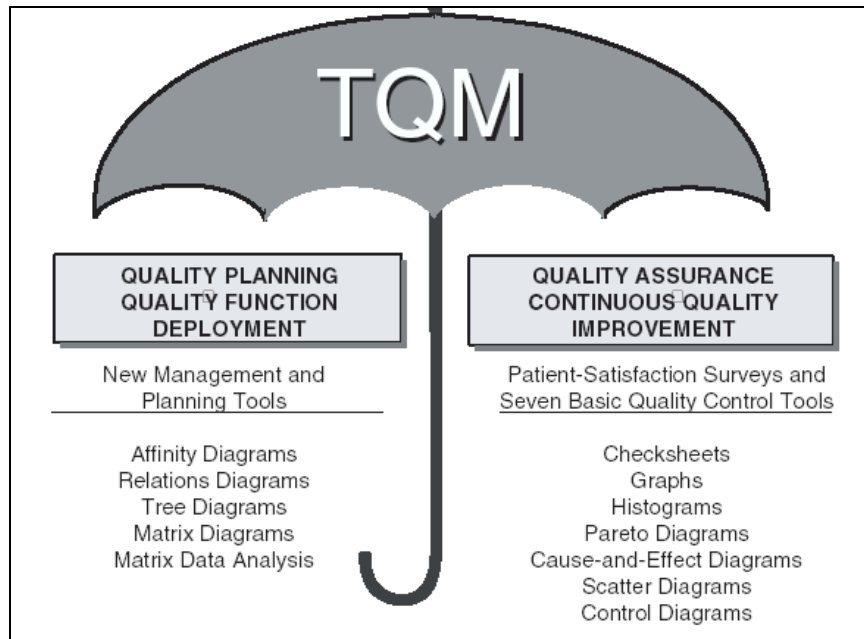 TQM
QUALITY PLANNING
QUALITY FUNCTION
DEPLOYMENT
New Management and
Planning Tools
Affinity Diagrams
Relations Diagrams
Tree Diagrams
Matrix Diagrams
Matrix Data Analysis
QUALITY ASSURANCE
CONTINUOUS QUALITY
IMPROVEMENT
Patient-Satisfaction Surveys and
Seven Basic Quality Control Tools
Checksheets
Graphs
Histograms
Pareto Diagrams
Cause-and-Effect Diagrams
Scatter Diagrams
Control Diagrams